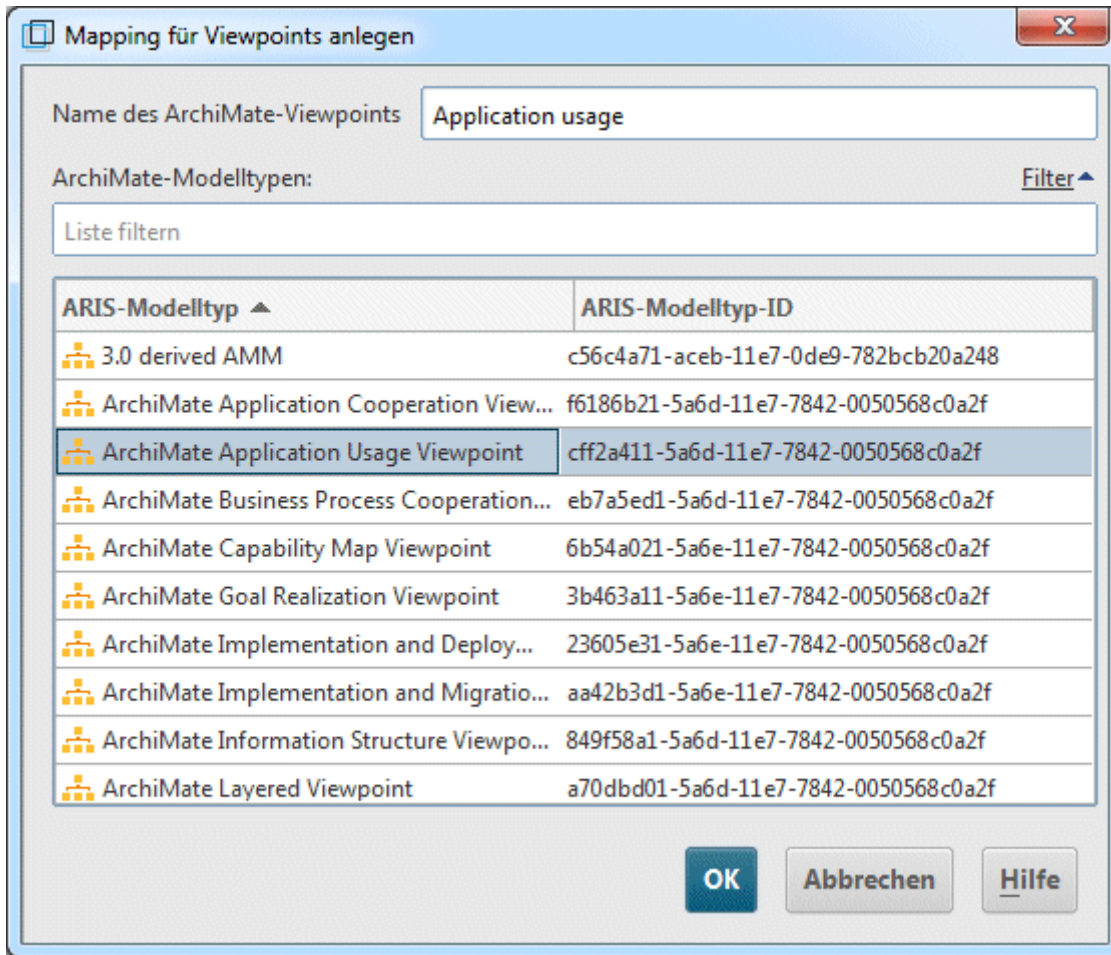 Mapping für Viewpoints anlegen
Name des ArchiMate-Viewpoints Application usage
ArchiMate-Modelltypen: Filter
Liste filtern
ARIS-Modelltyp ARIS-Modelltyp-ID
3.0 derived AMM c56c4a71-aceb-11e7-0de9-782bcb20a248
ArchiMate Application Cooperation View... f6186b21-5a6d-11e7-7842-0050568c0a2f
ArchiMate Application Usage Viewpoint cff2a411-5a6d-11e7-7842-0050568c0a2f
ArchiMate Business Process Cooperation... eb7a5ed1-5a6d-11e7-7842-0050568c0a2f
ArchiMate Capability Map Viewpoint 6b54a021-5a6e-11e7-7842-0050568c0a2f
ArchiMate Goal Realization Viewpoint 3b463a11-5a6e-11e7-7842-0050568c0a2f
ArchiMate Implementation and Deploy... 23605e31-5a6e-11e7-7842-0050568c0a2f
ArchiMate Implementation and Migratio... aa42b3d1-5a6e-11e7-7842-0050568c0a2f
ArchiMate Information Structure Viewpo... 849f58a1-5a6d-11e7-7842-0050568c0a2f
ArchiMate Layered Viewpoint a70dbd01-5a6d-11e7-7842-0050568c0a2f
OK Abbrechen Hilfe